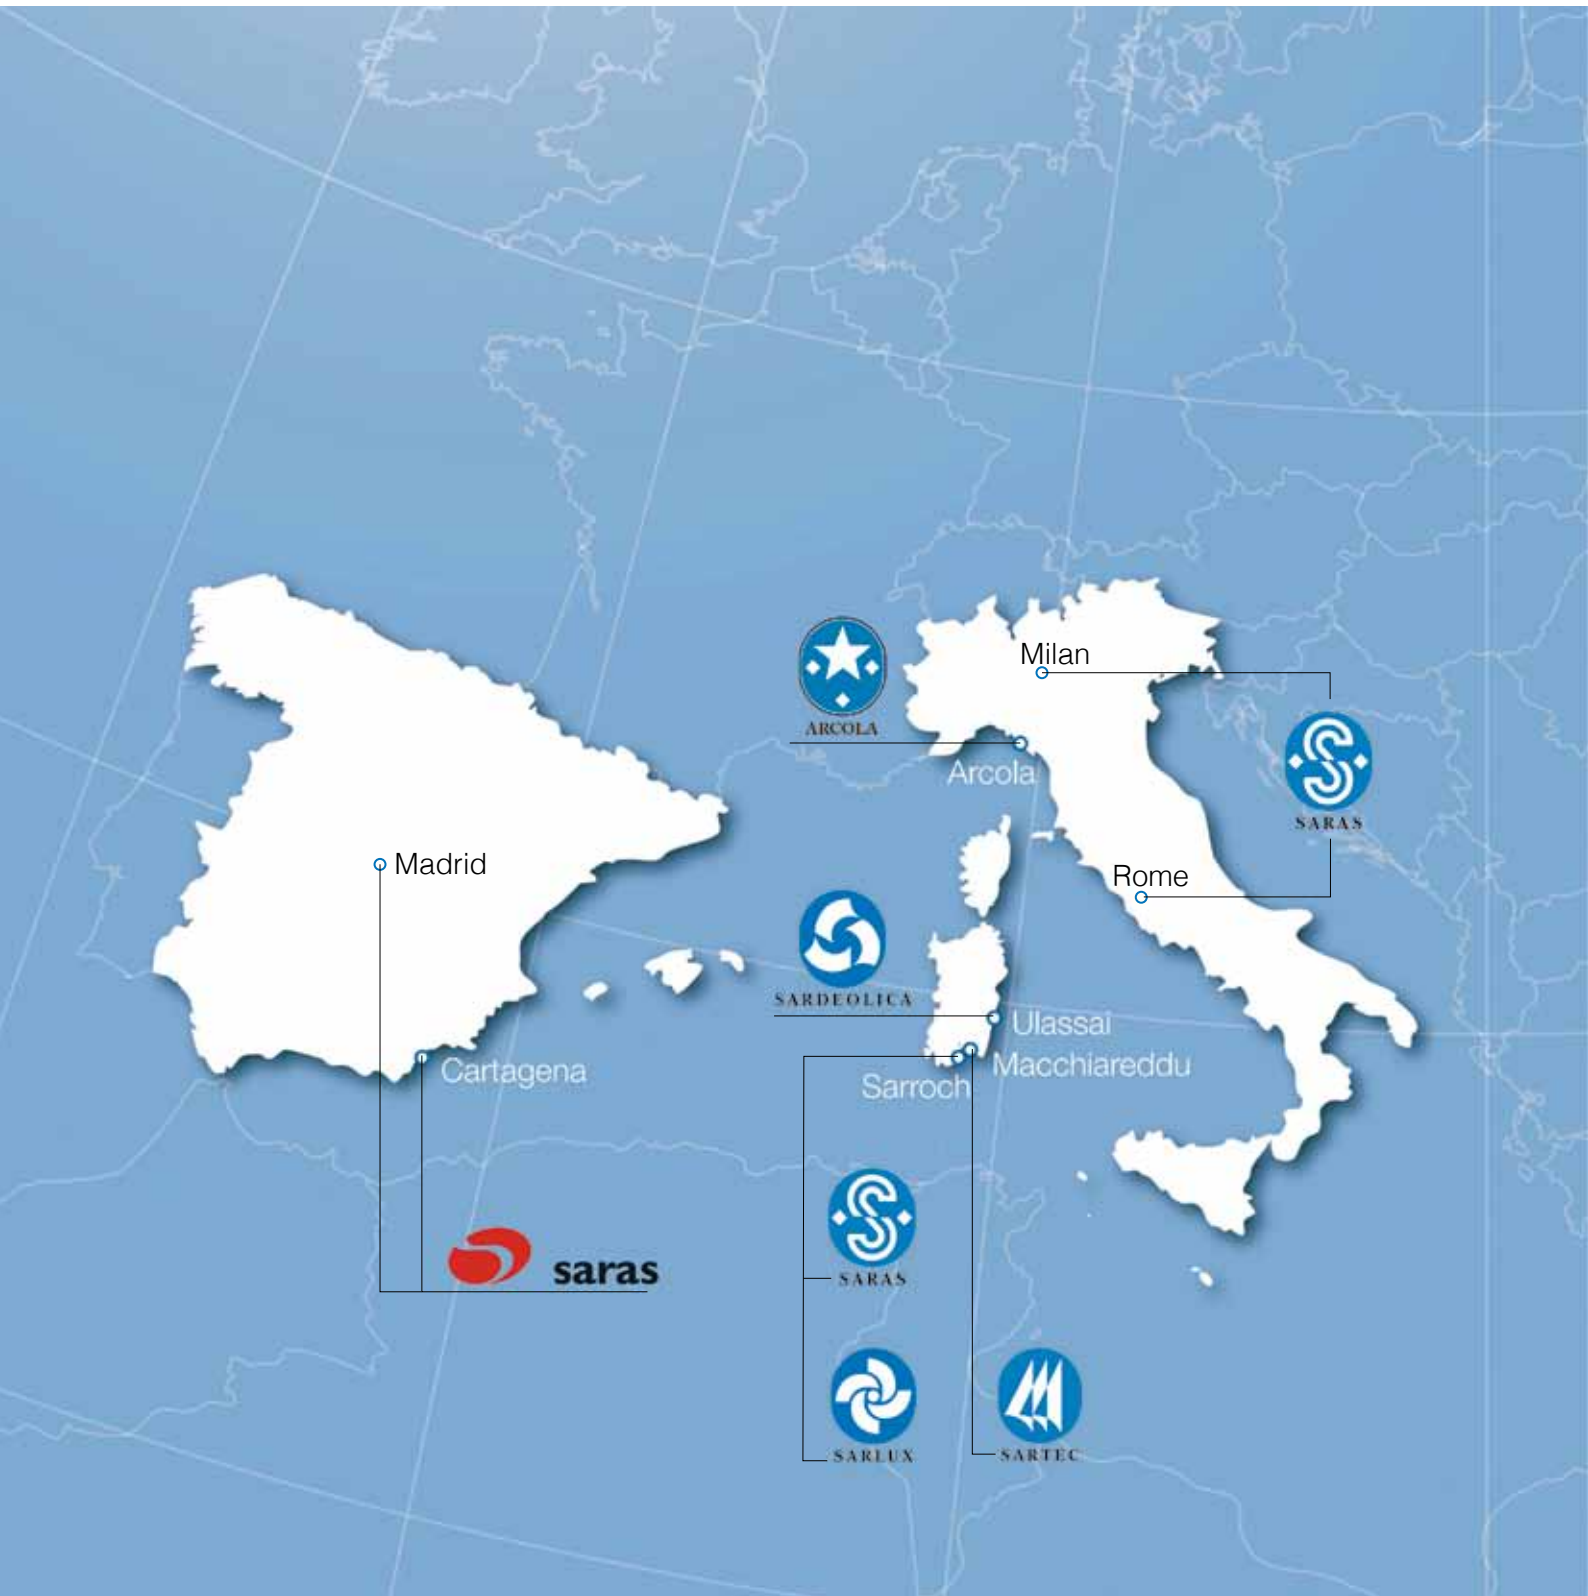 Milan
ARCOLA
Arcola
SARAS
Madrid
Rome
SARDEOLICA
Ulassai
Cartagena
Macchiareddu
Sarroch
saras
SARAS
SARLUX
SARTEC